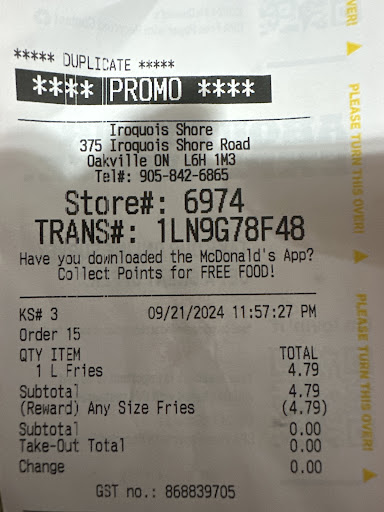 ***** DUPLICATE *****
**** PROMO ****
Iroquois Shore
375 Iroquois Shore Road
Oakville ON L6H 1M3
Tel#: 905-842-6865
Store#: 6974
TRANS#: 1LN9G78F48
Have you downloaded the McDonald's App?
Collect Points for FREE FOOD!
KS# 3 09/21/2024 11:57:27 PM
Order 15
QTY ITEM TOTAL
1 L Fries 4.79
Subtotal 4.79
(Reward) Any Size Fries (4.79)
Subtotal 0.00
Take-Out Total 0.00
Change 0.00
GST no.: 868839705
OVER!
PLEASE TURN THIS OVER!
PLEASE TURN THIS OVER!